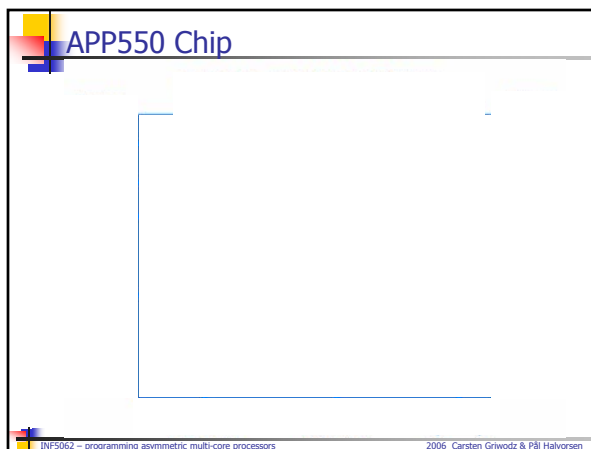 APP550 Chip
INF5062 – programming asymmetric multi-core processors
2006 Carsten Griwodz & Pål Halvorsen